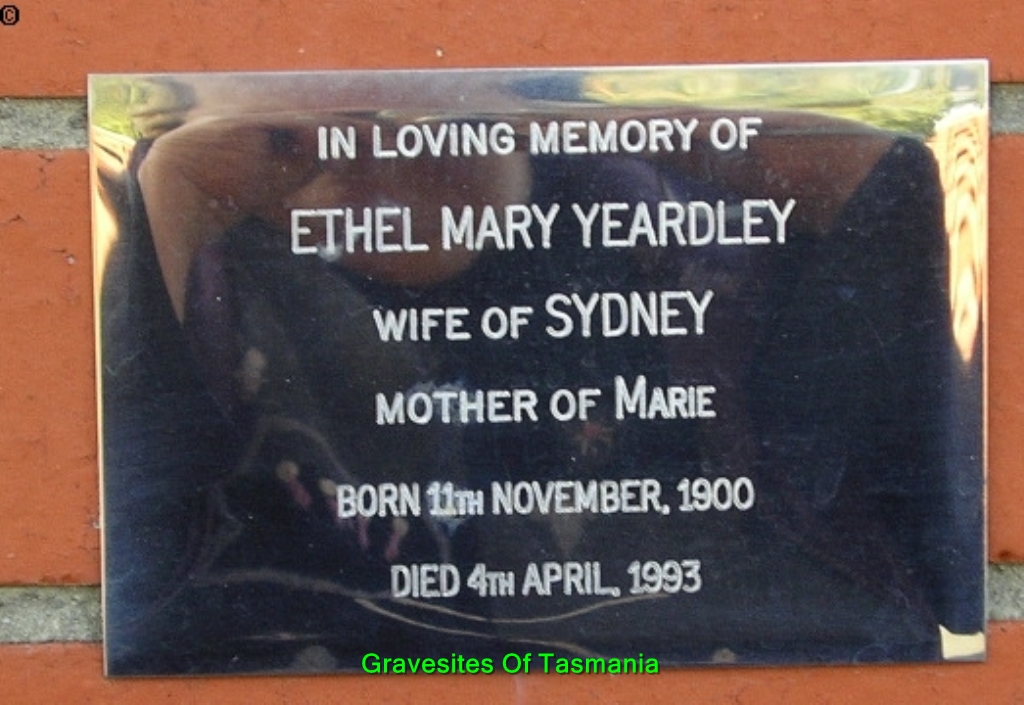 ©
IN LOVING MEMORY OF
ETHEL MARY YEARDLEY
WIFE OF SYDNEY
MOTHER OF MARIE
BORN 11TH NOVEMBER, 1900
DIED 4TH APRIL, 1993
Gravesites Of Tasmania